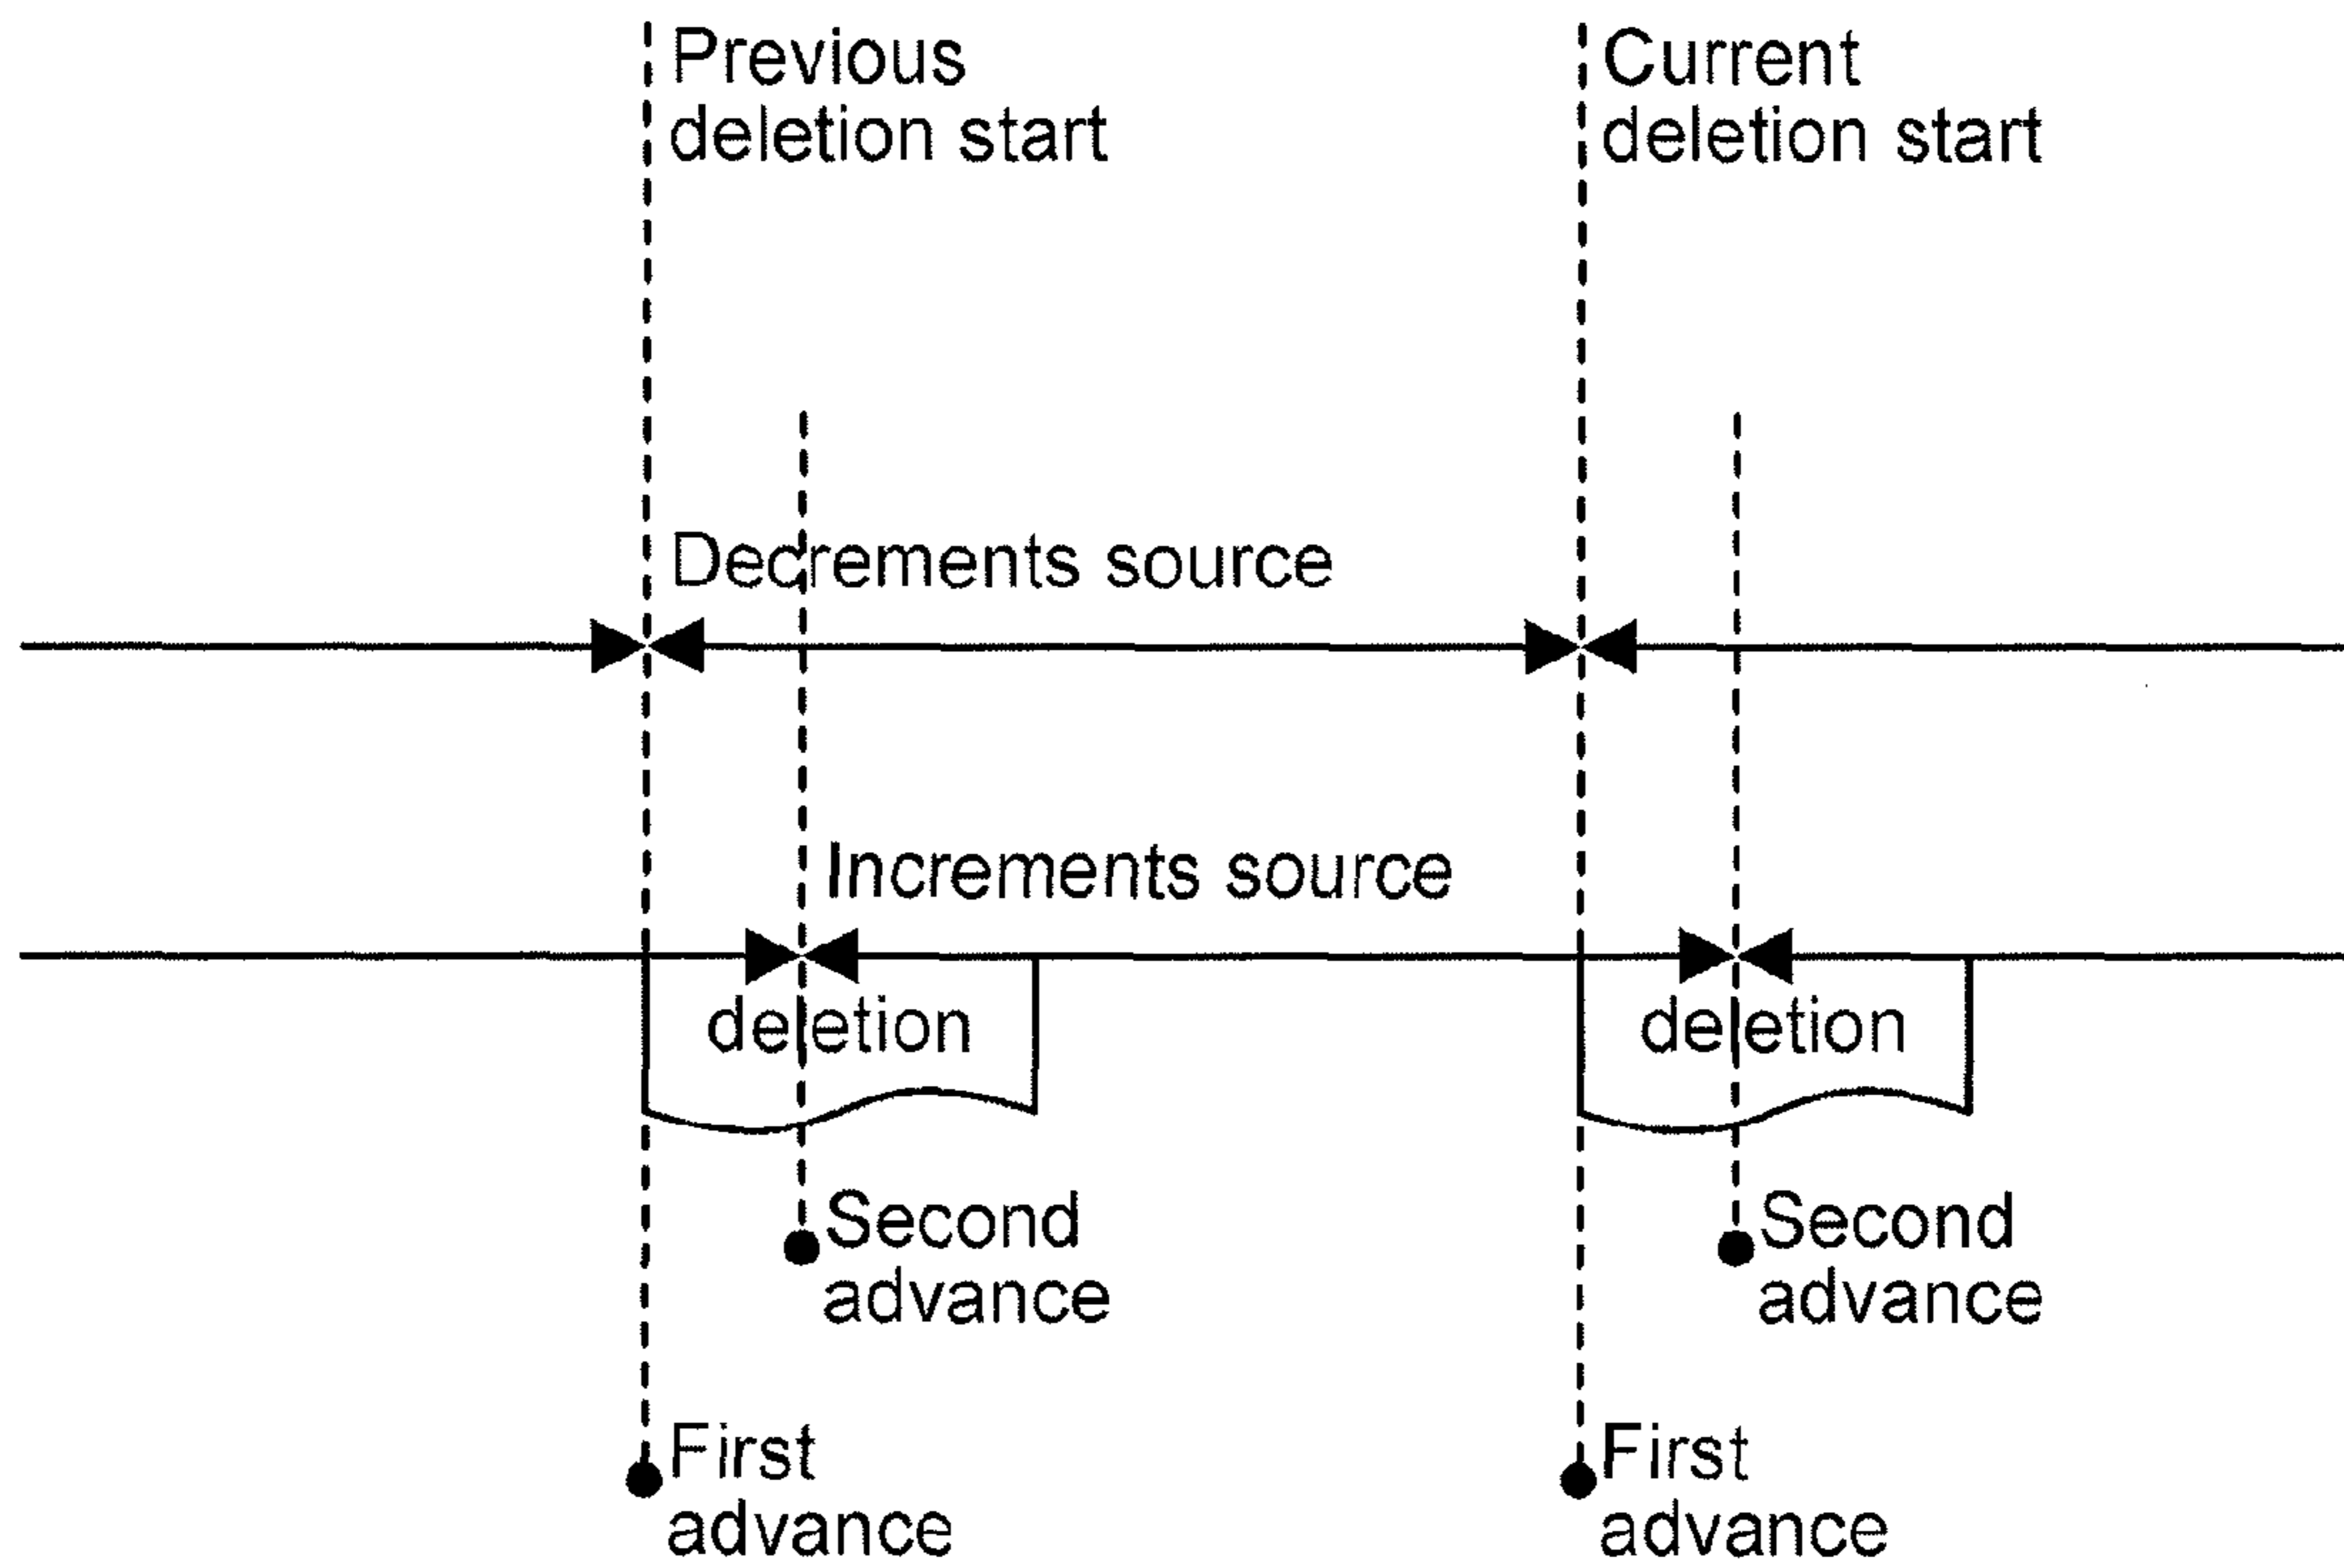 Previous
deletion start
Current
deletion start
Decrements source
Increments source
deletion
deletion
Second
advance
Second
advance
First
advance
First
advance